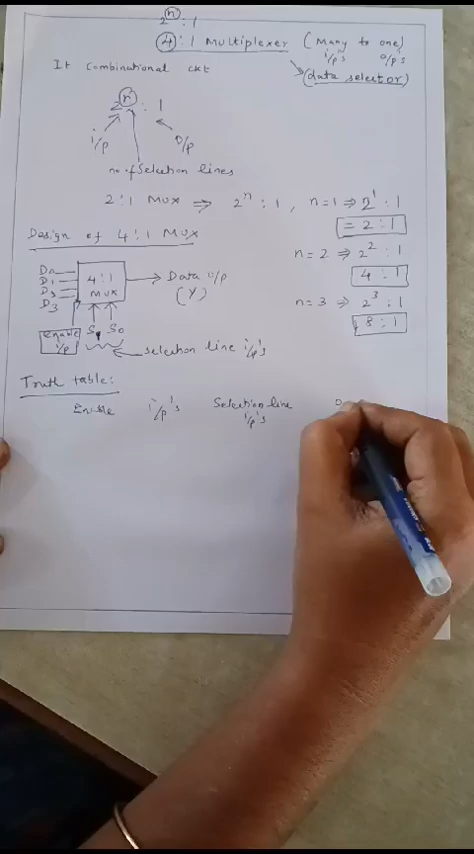 2ⁿ : 1
4:1 Multiplexer (Many to one)
i/p's o/p's
(data selector)
It Combinational ckt
2ⁿ : 1
i/p O/p
no of Selection lines
2:1 Mux ⇒ 2ⁿ : 1 , n=1 ⇒ 2¹ : 1
= 2 : 1
Design of 4:1 MUX
n = 2 ⇒ 2² : 1
4 : 1
n = 3 ⇒ 2³ : 1
8 : 1
D0
D1
D3
D3
4:1
MUX
Data o/p
(Y)
Enable
i/p
S1 S0
selection line i/p's
Truth table:
Enable i/p's Selection line
i/p's